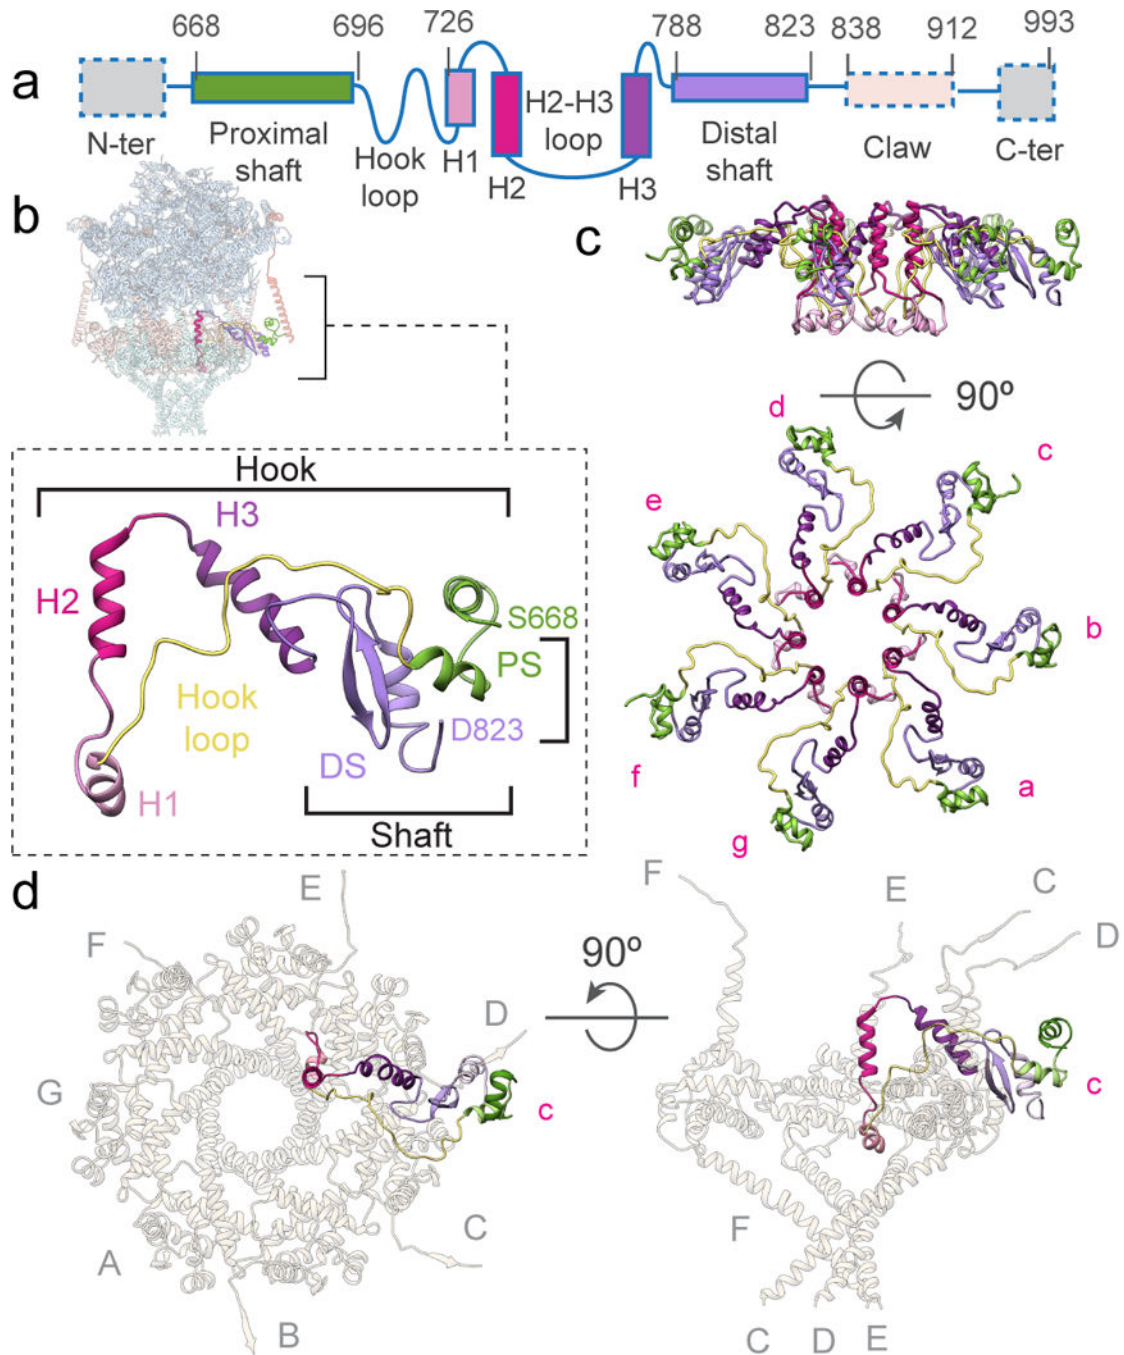 a
668
696
726
788
823
838
912
993
N-ter
Proximal
shaft
Hook
loop
H1
H2
H2-H3
loop
H3
Distal
shaft
Claw
C-ter
b
Hook
H3
H2
S668
PS
Hook
loop
D823
DS
H1
Shaft
c
90º
d
c
e
b
f
a
g
d
E
F
D
G
c
C
A
B
90º
F
E
C
D
c
F
C
D
E